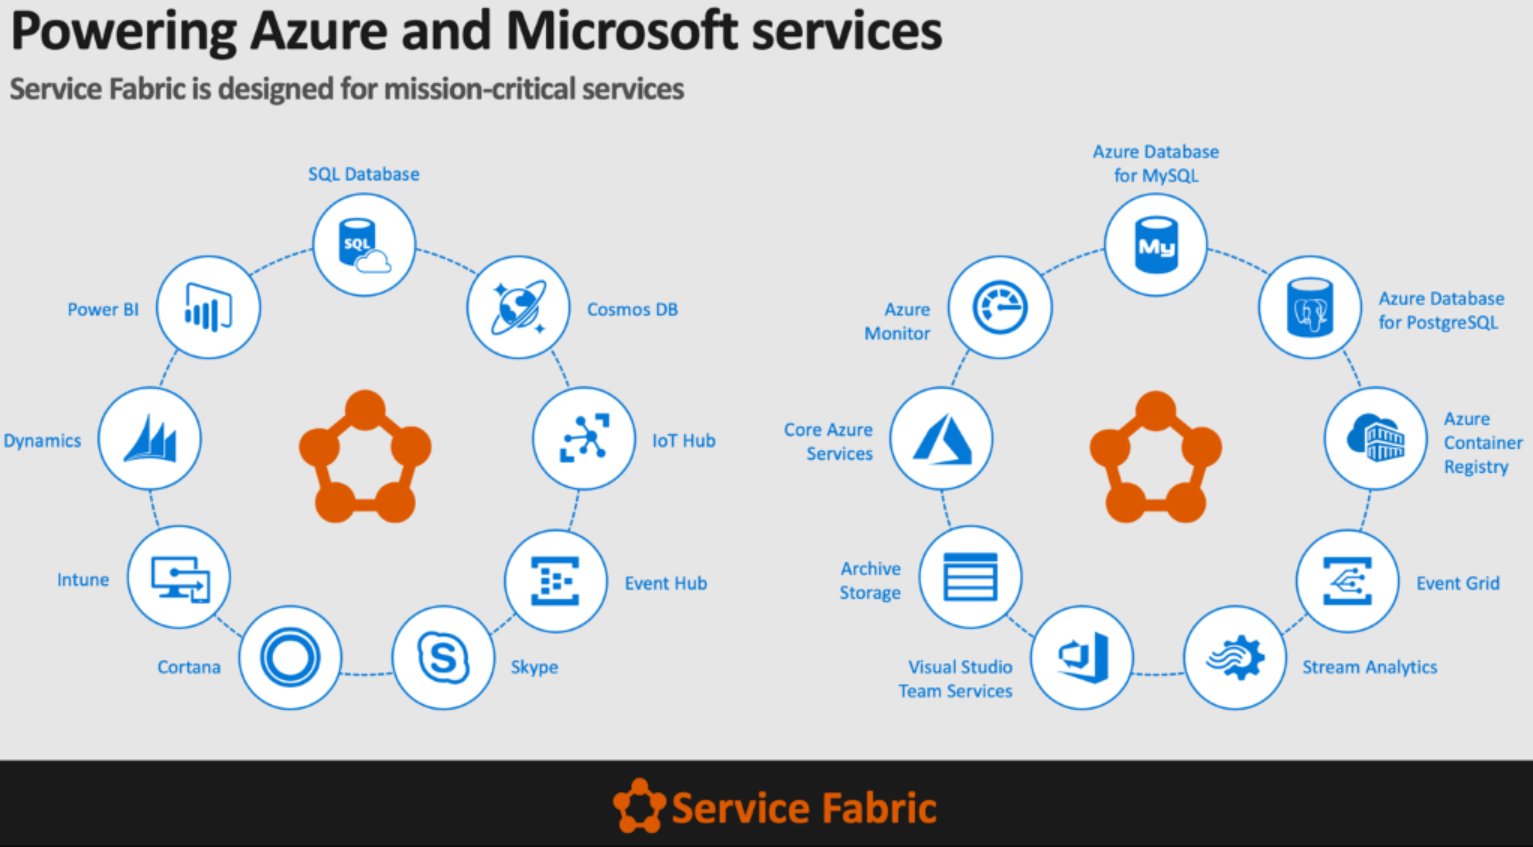 Powering Azure and Microsoft services
Service Fabric is designed for mission-critical services
SQL Database
SQL
Power BI
Cosmos DB
Dynamics
IoT Hub
Intune
Event Hub
Cortana
S
Skype
Azure Database
for MySQL
My
Azure
Monitor
Azure Database
for PostgreSQL
Core Azure
Services
Azure
Container
Registry
Archive
Storage
Event Grid
Visual Studio
Team Services
Stream Analytics
Service Fabric